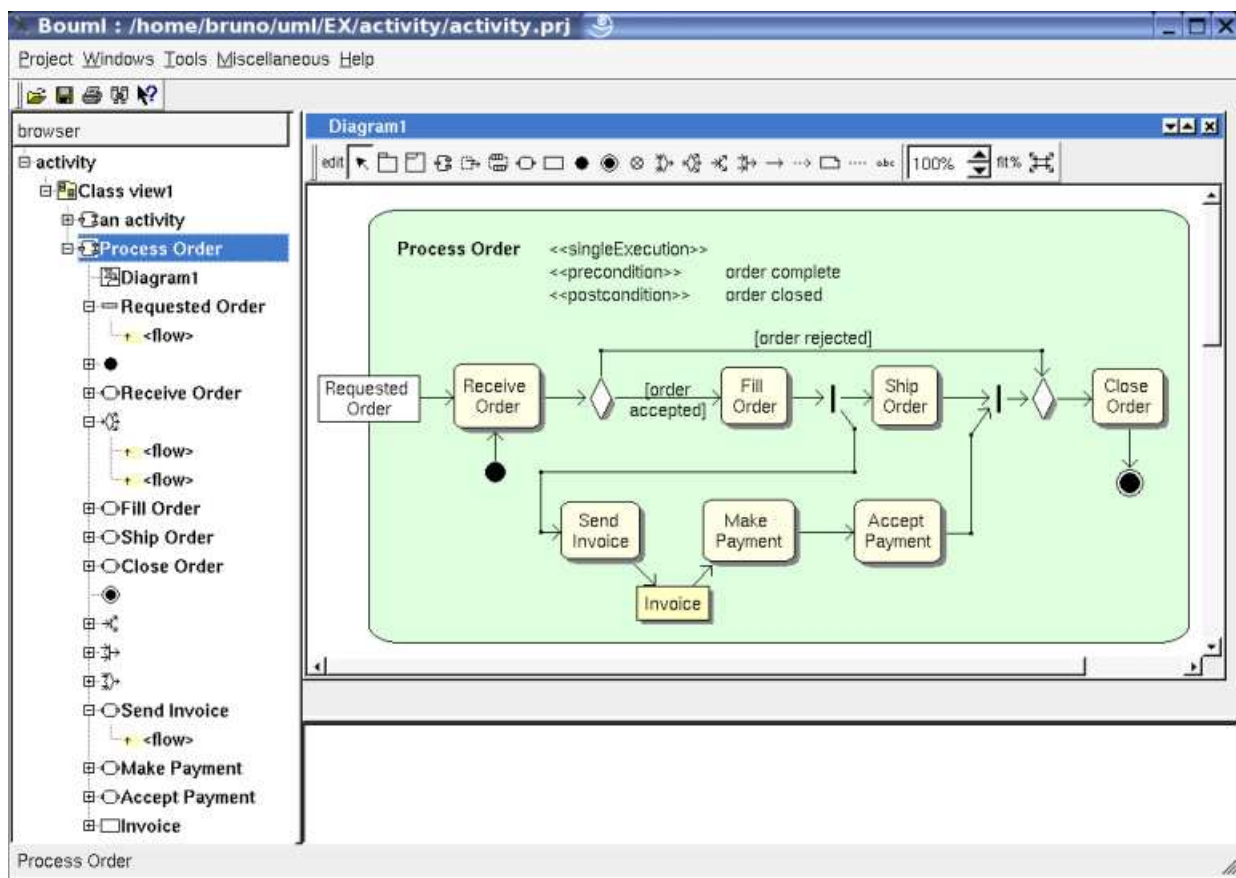 Bouml : /home/bruno/uml/EX/activity/activity.prj
Project Windows Tools Miscellaneous Help
browser
activity
Class view1
an activity
Process Order
Diagram1
Requested Order
<flow>
Receive Order
<flow>
<flow>
Fill Order
Ship Order
Close Order
Send Invoice
<flow>
Make Payment
Accept Payment
Invoice
Diagram1
edit
abc
100%
fit%
Process Order <<singleExecution>>
<<precondition>> order complete
<<postcondition>> order closed
[order rejected]
Requested
Order
Receive
Order
[order
accepted]
Fill
Order
Ship
Order
Close
Order
Send
Invoice
Make
Payment
Accept
Payment
Invoice
Process Order